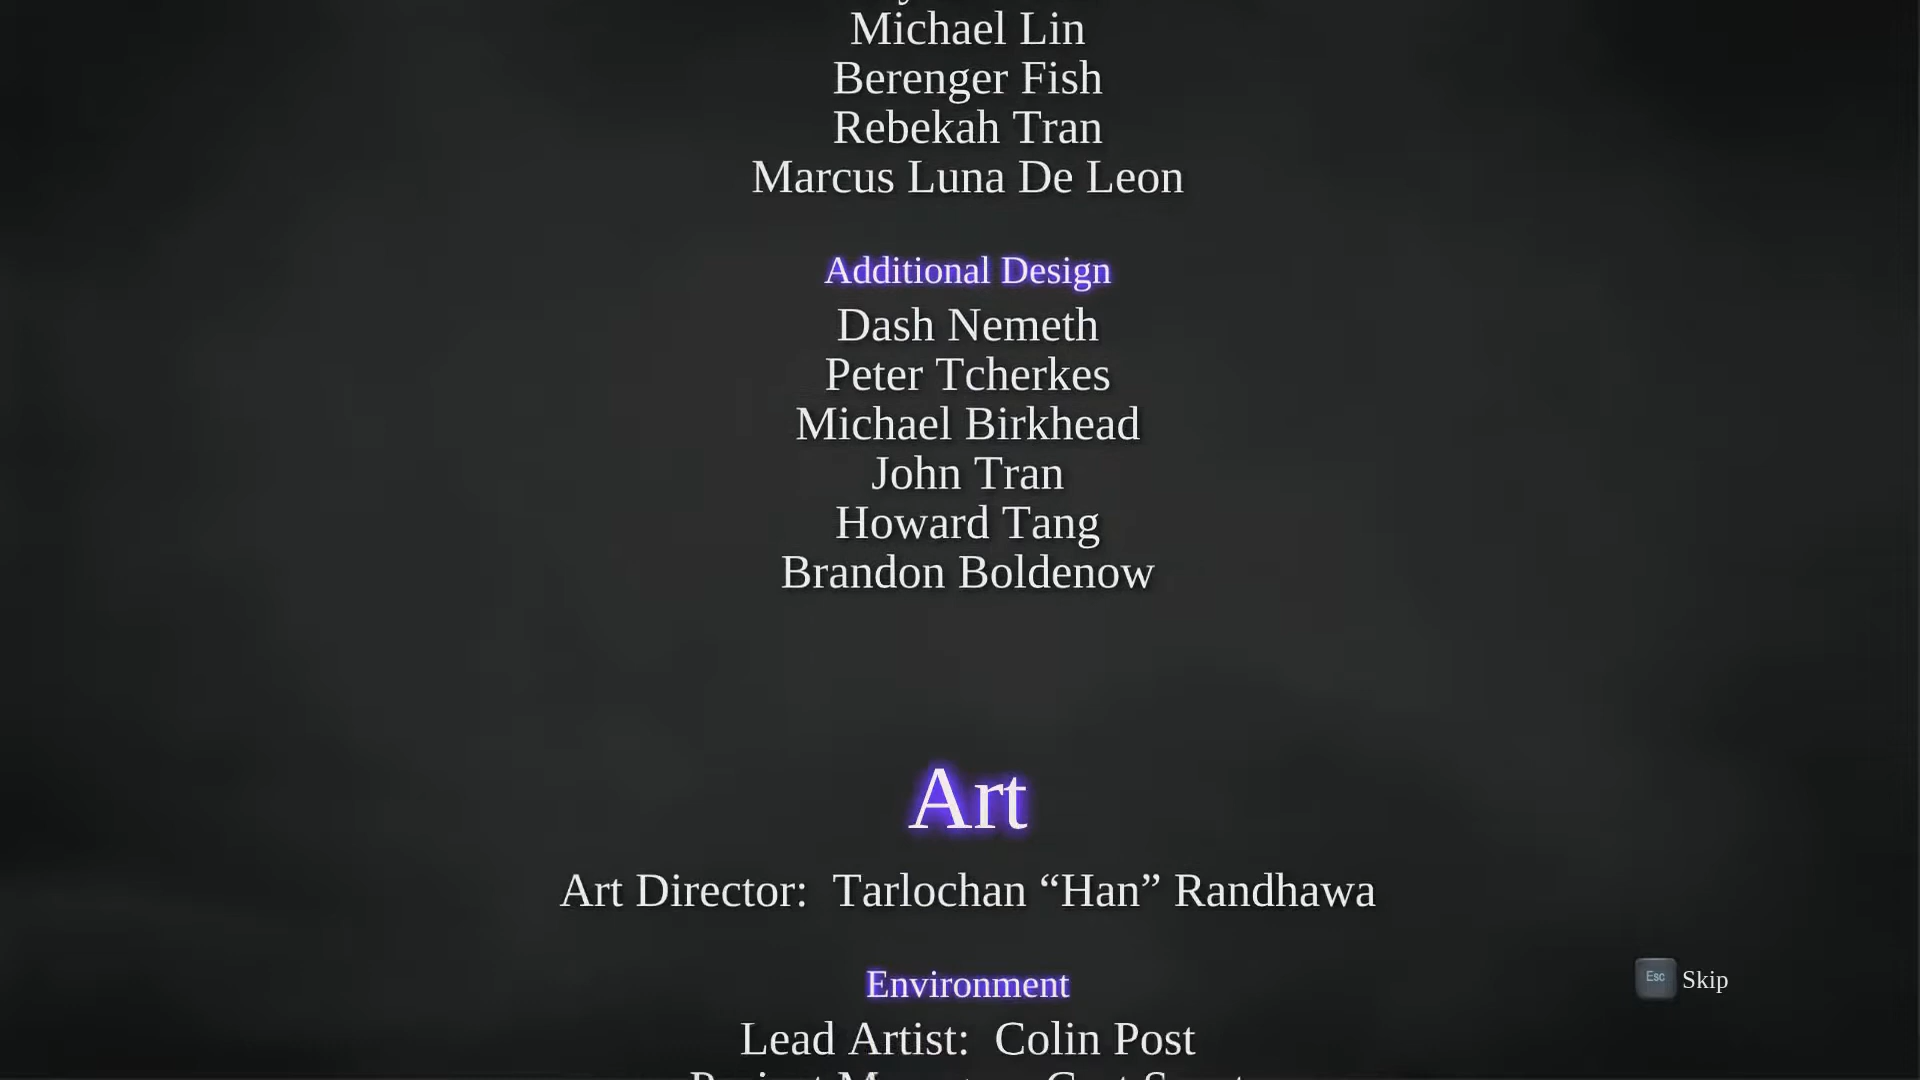 Michael Lin
Berenger Fish
Rebekah Tran
Marcus Luna De Leon
Additional Design
Dash Nemeth
Peter Tcherkes
Michael Birkhead
John Tran
Howard Tang
Brandon Boldenow
Art
Art Director:  Tarlochan “Han” Randhawa
Environment
Esc Skip
Lead Artist:  Colin Post